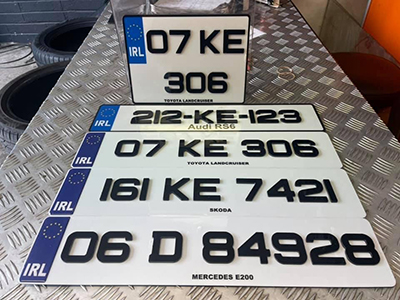 IRL
07 KE
306
TOYOTA LANDCRUISER
IRL
212-KE-123
Audi RS6
IRL
07 KE 306
TOYOTA LANDCRUISER
IRL
161 KE 7421
SKODA
IRL
06 D 84928
MERCEDES E200